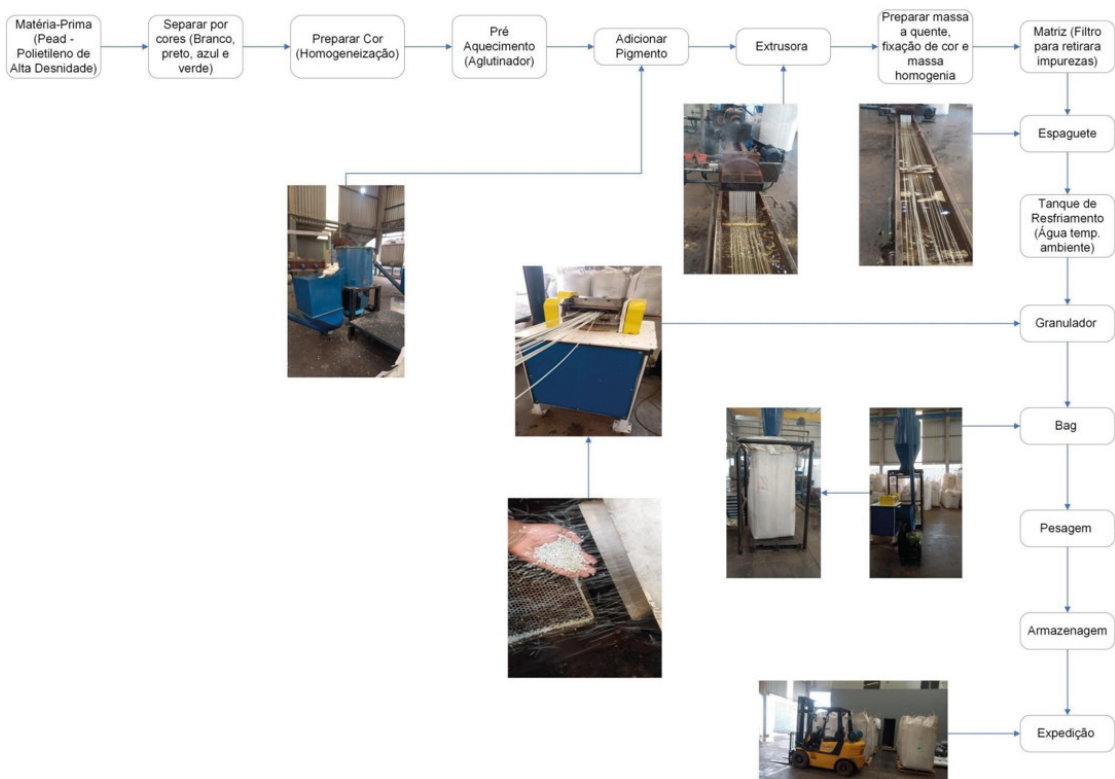 Matéria-Prima
(Pead -
Polietileno de
Alta Desnidade)
Separar por
cores (Branco,
preto, azul e
verde)
Preparar Cor
(Homogeneização)
Pré
Aquecimento
(Aglutinador)
Adicionar
Pigmento
Extrusora
Preparar massa
a quente,
fixação de cor e
massa
homogenia
Matriz (Filtro
para retirara
impurezas)
Espaguete
Tanque de
Resfriamento
(Água temp.
ambiente)
Granulador
Bag
Pesagem
Armazenagem
Expedição